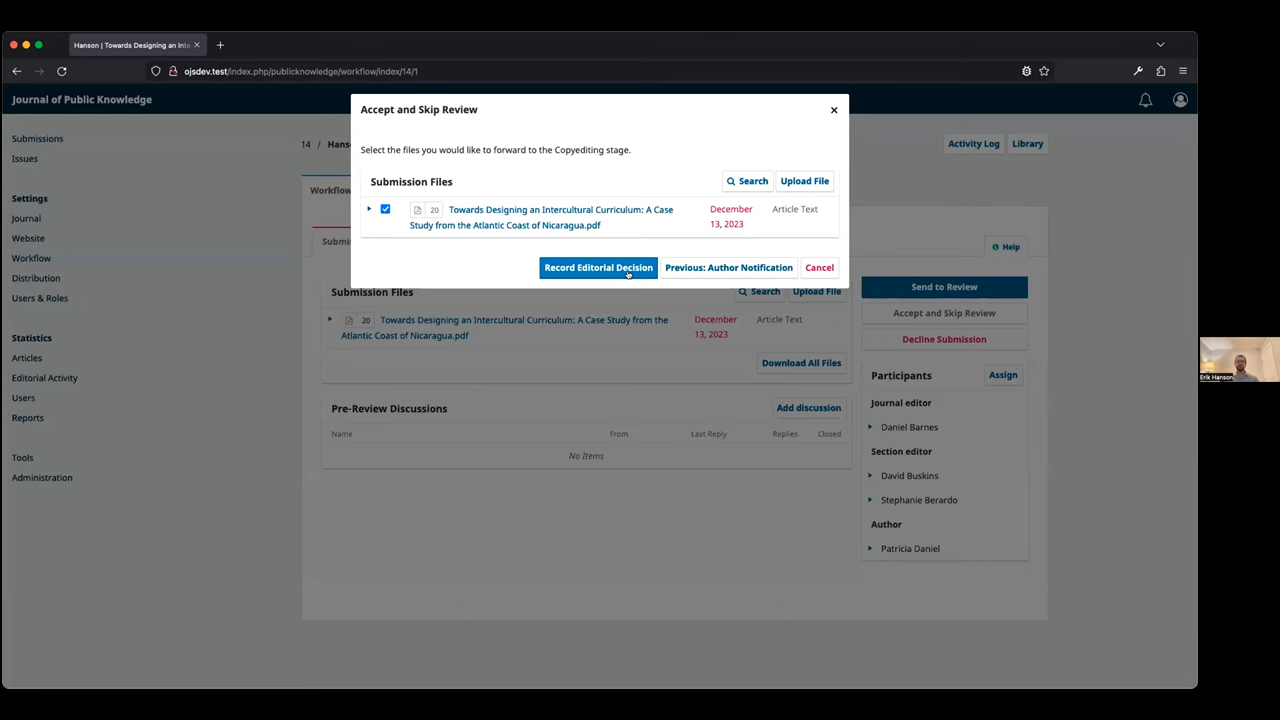 Hanson | Towards Designing an Inte
ojsdev.test/index.php/publicknowledge/workflow/index/14/1
Journal of Public Knowledge
Submissions
Issues
Settings
Journal
Website
Workflow
Distribution
Users & Roles
Statistics
Articles
Editorial Activity
Users
Reports
Tools
Administration
14 / Hans
Activity Log
Library
Workflow
Submi
Help
Accept and Skip Review
Select the files you would like to forward to the Copyediting stage.
Submission Files
Search
Upload File
20 Towards Designing an Intercultural Curriculum: A Case
Study from the Atlantic Coast of Nicaragua.pdf
December
13, 2023
Article Text
Record Editorial Decision
Previous: Author Notification
Cancel
Submission Files
Search
Upload File
20 Towards Designing an Intercultural Curriculum: A Case Study from the
Atlantic Coast of Nicaragua.pdf
December
13, 2023
Article Text
Download All Files
Pre-Review Discussions
Add discussion
Name From Last Reply Replies Closed
No Items
Send to Review
Accept and Skip Review
Decline Submission
Participants
Assign
Journal editor
Daniel Barnes
Section editor
David Buskins
Stephanie Berardo
Author
Patricia Daniel
Erik Hanson